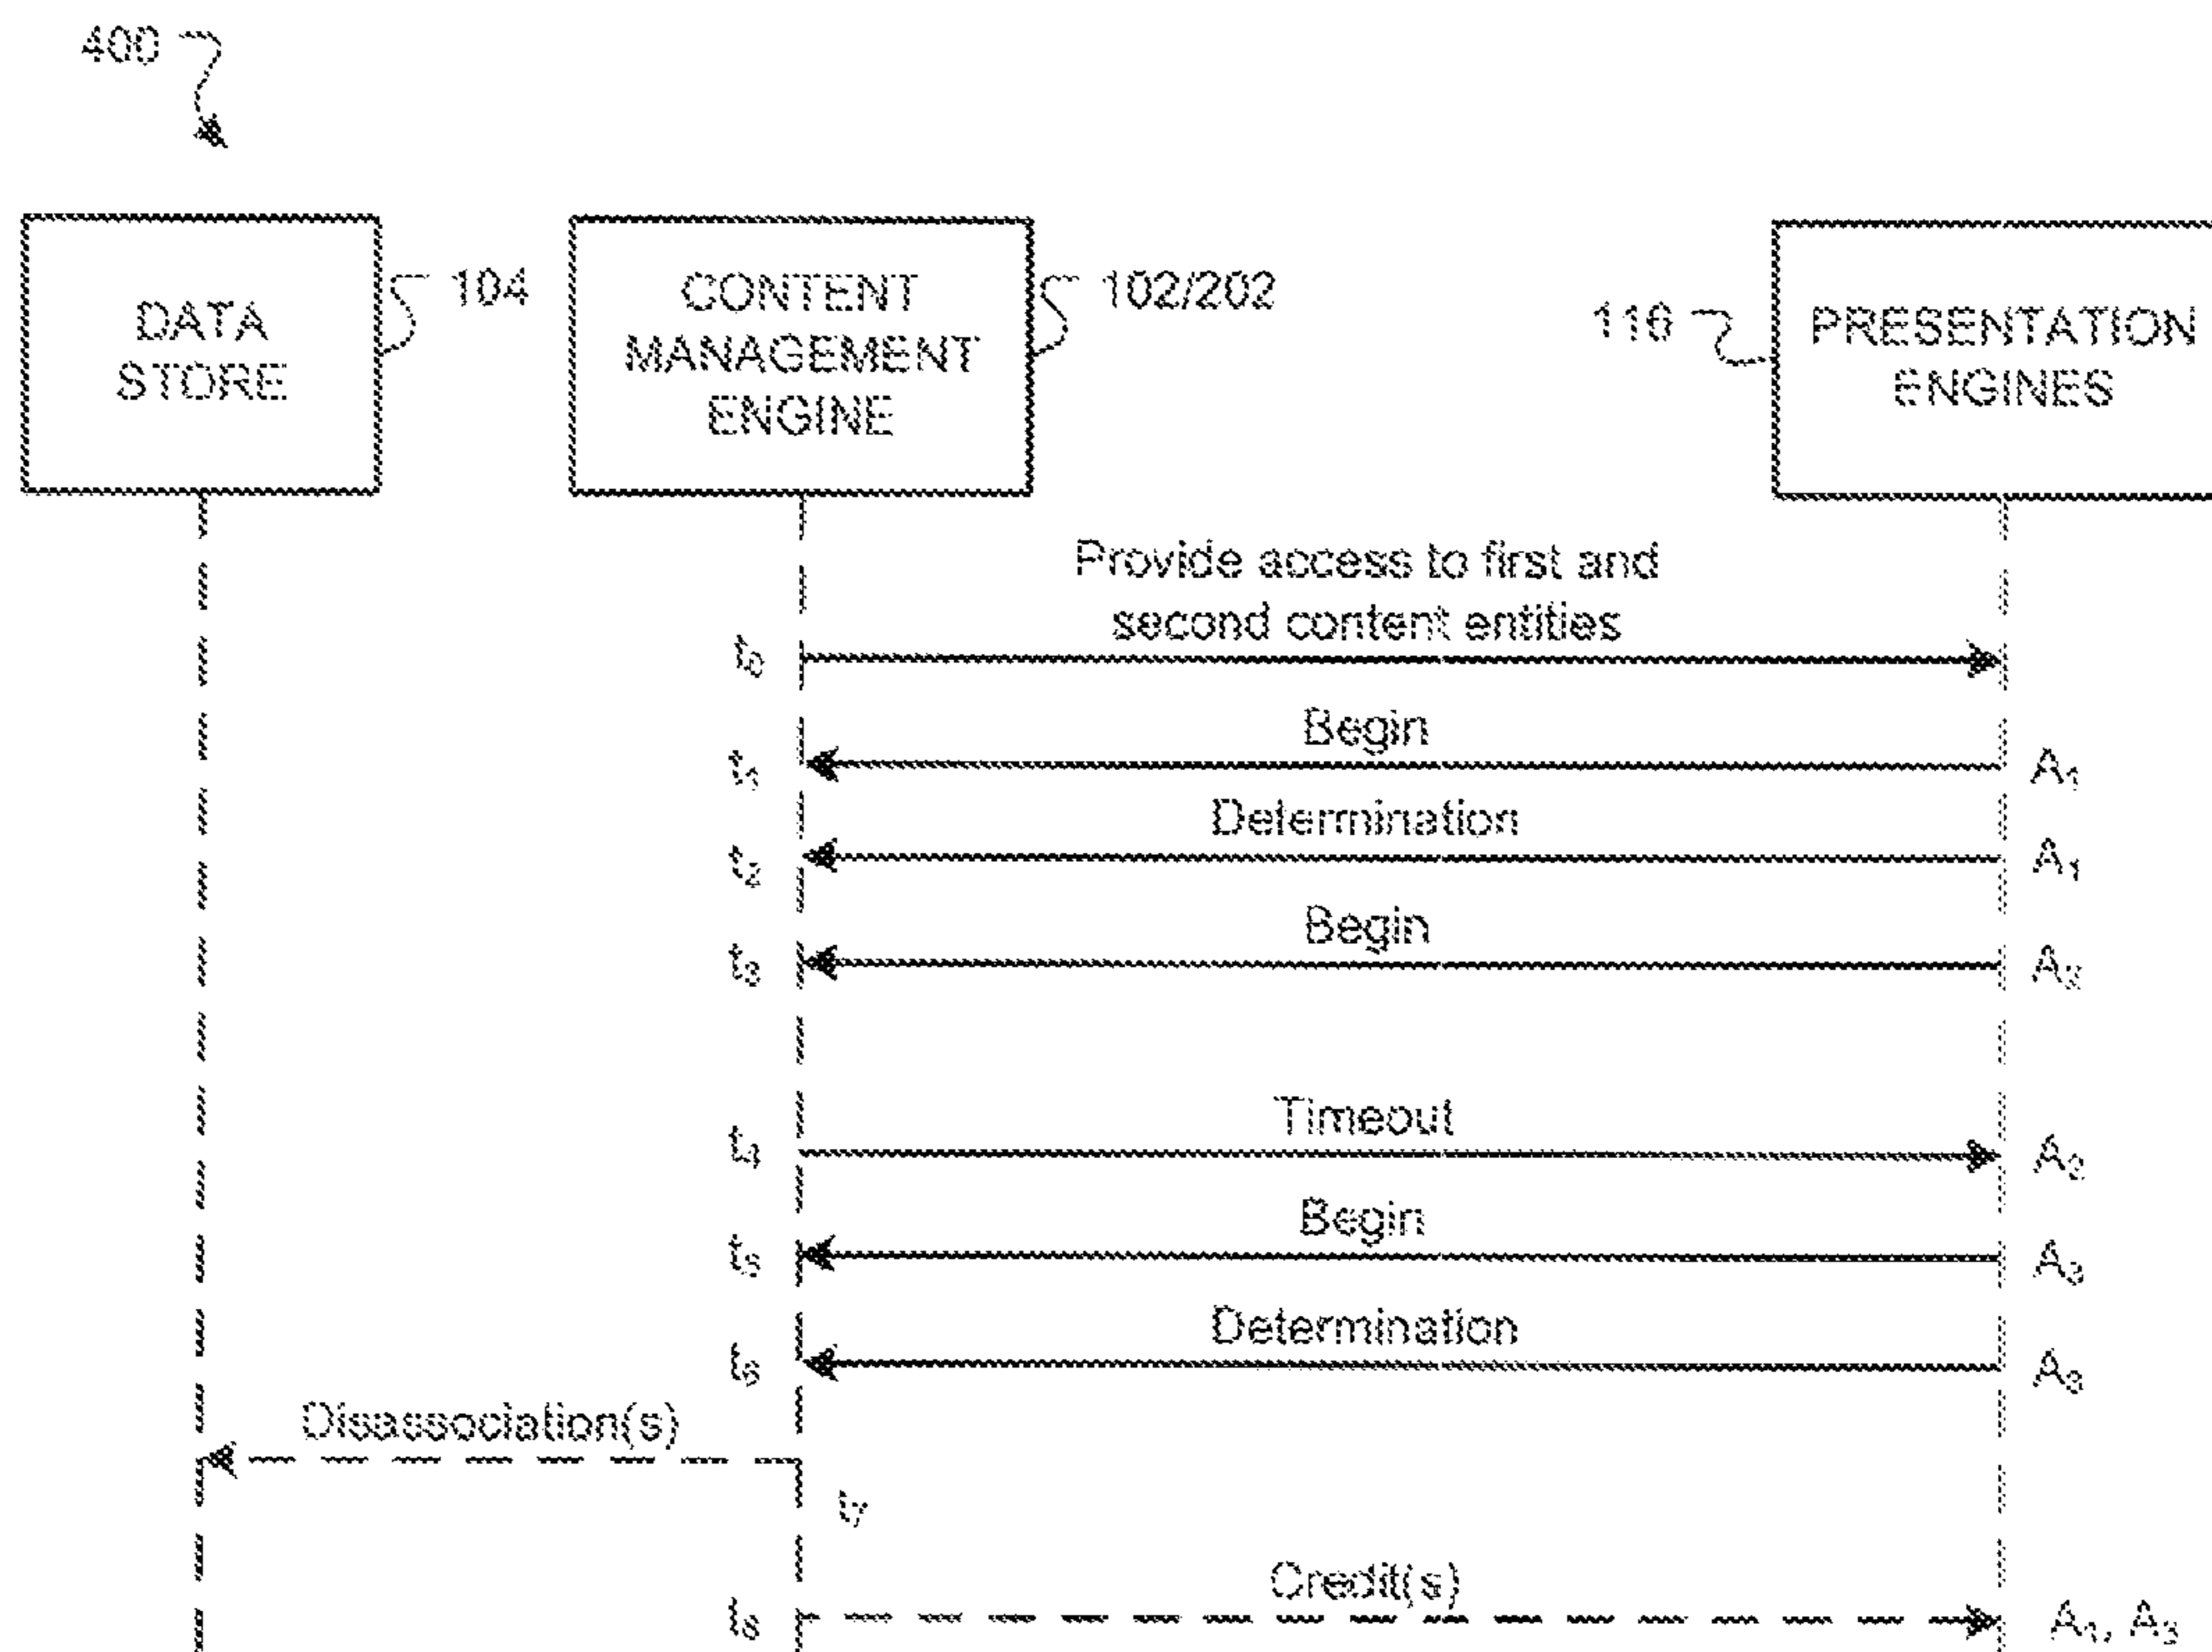 400
DATA
STORE
104
CONTENT
MANAGEMENT
ENGINE
102/202
110
PRESENTATION
ENGINES
Provide access to first and
second content entities
t₀
Begin
t₁ A₁
Determination
t₂ A₁
Begin
t₃ A₂
Timeout
t₄ A₂
Begin
t₅ A₃
Determination
t₆ A₃
Disassociation(s)
t₇
Credit(s)
t₈ A₁, A₃